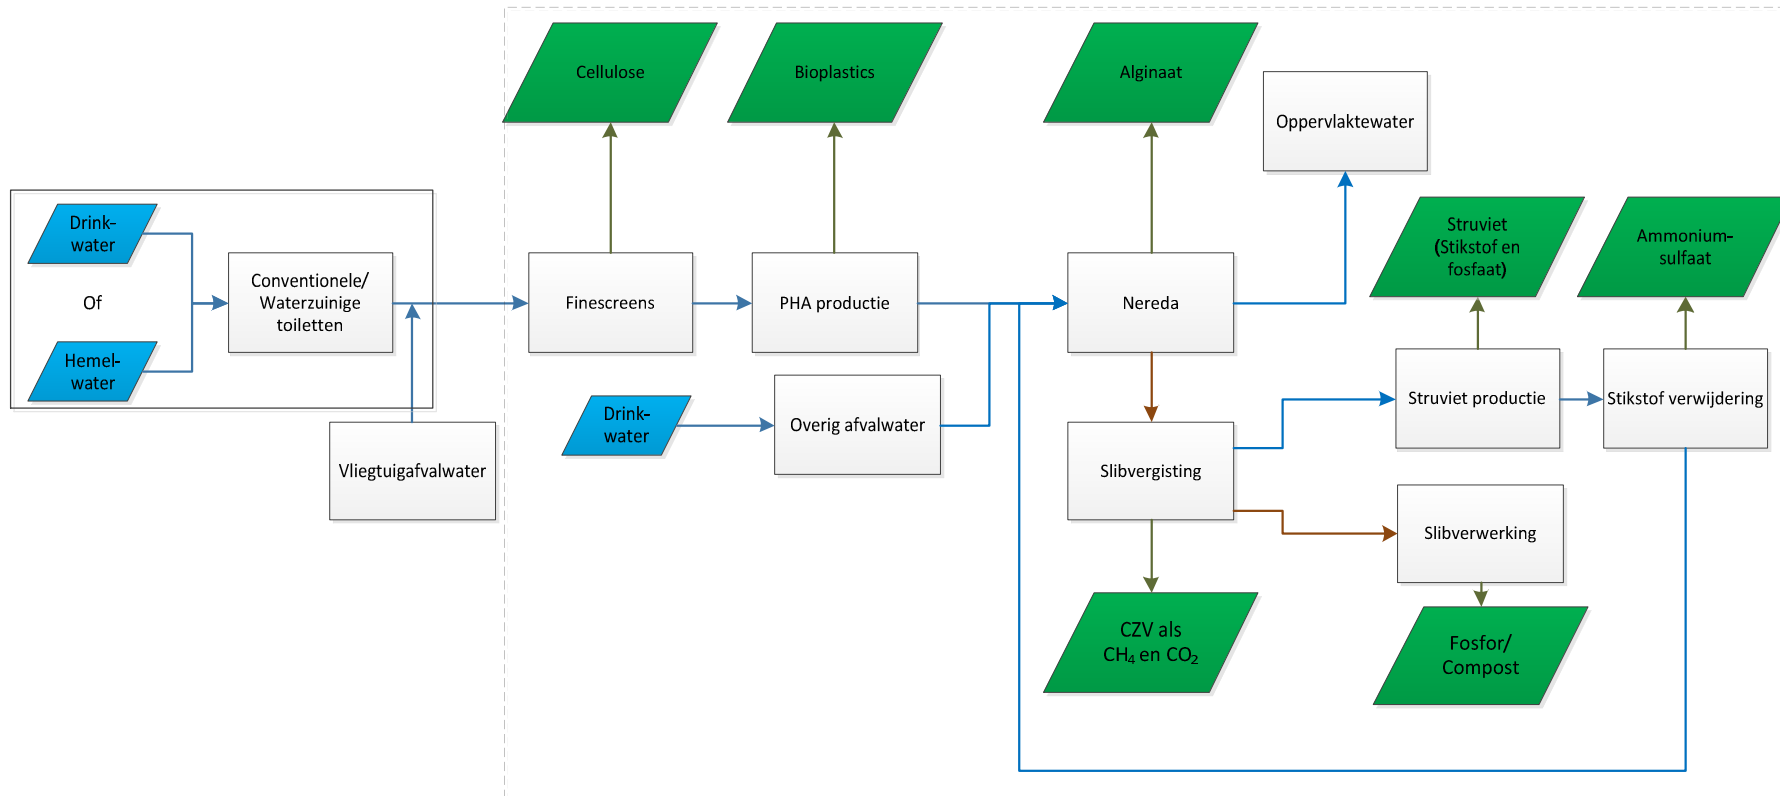 Cellulose
Bioplastics
Alginaat
Oppervlaktewater
Drink-
water
Of
Hemel-
water
Conventionele/
Waterzuinige
toiletten
Vliegtuigafvalwater
Finescreens
PHA productie
Nereda
Drink-
water
Overig afvalwater
Slibvergisting
Struviet
(Stikstof en
fosfaat)
Ammonium-
sulfaat
Struviet productie
Stikstof verwijdering
Slibverwerking
CZV als
CH₄ en CO₂
Fosfor/
Compost